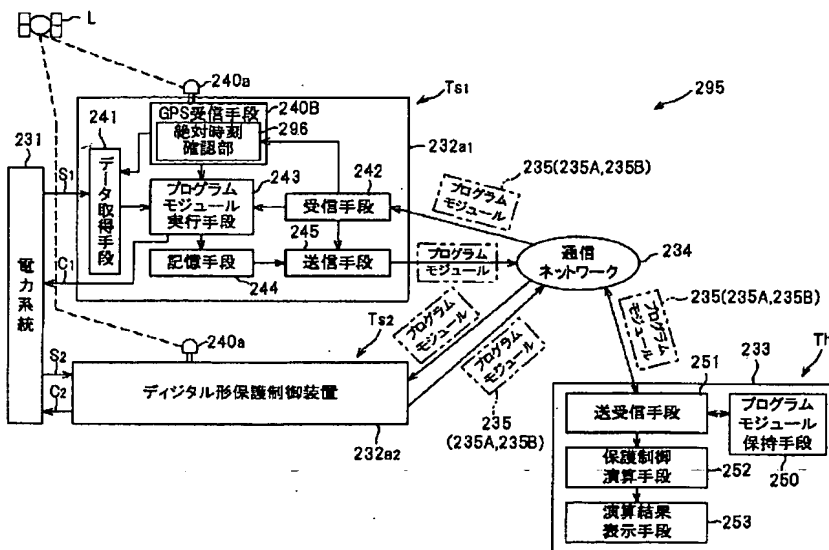 L
240a
Ts1
295
GPS受信手段
240B
絶対時刻
確認部
296
241
データ取得手段
231
S1
232a1
プログラム
モジュール
実行手段
243
242
受信手段
235(235A,235B)
プログラム
モジュール
245
記憶手段
244
送信手段
プログラム
モジュール
通信
ネットワーク
234
C1
電力系統
235(235A,235B)
プログラム
モジュール
240a
Ts2
プログラム
モジュール
プログラム
モジュール
235
(235A,235B)
S2
C2
ディジタル形保護制御装置
232a2
233
Th
251
送受信手段
プログラム
モジュール
保持手段
250
保護制御
演算手段
252
演算結果
表示手段
253